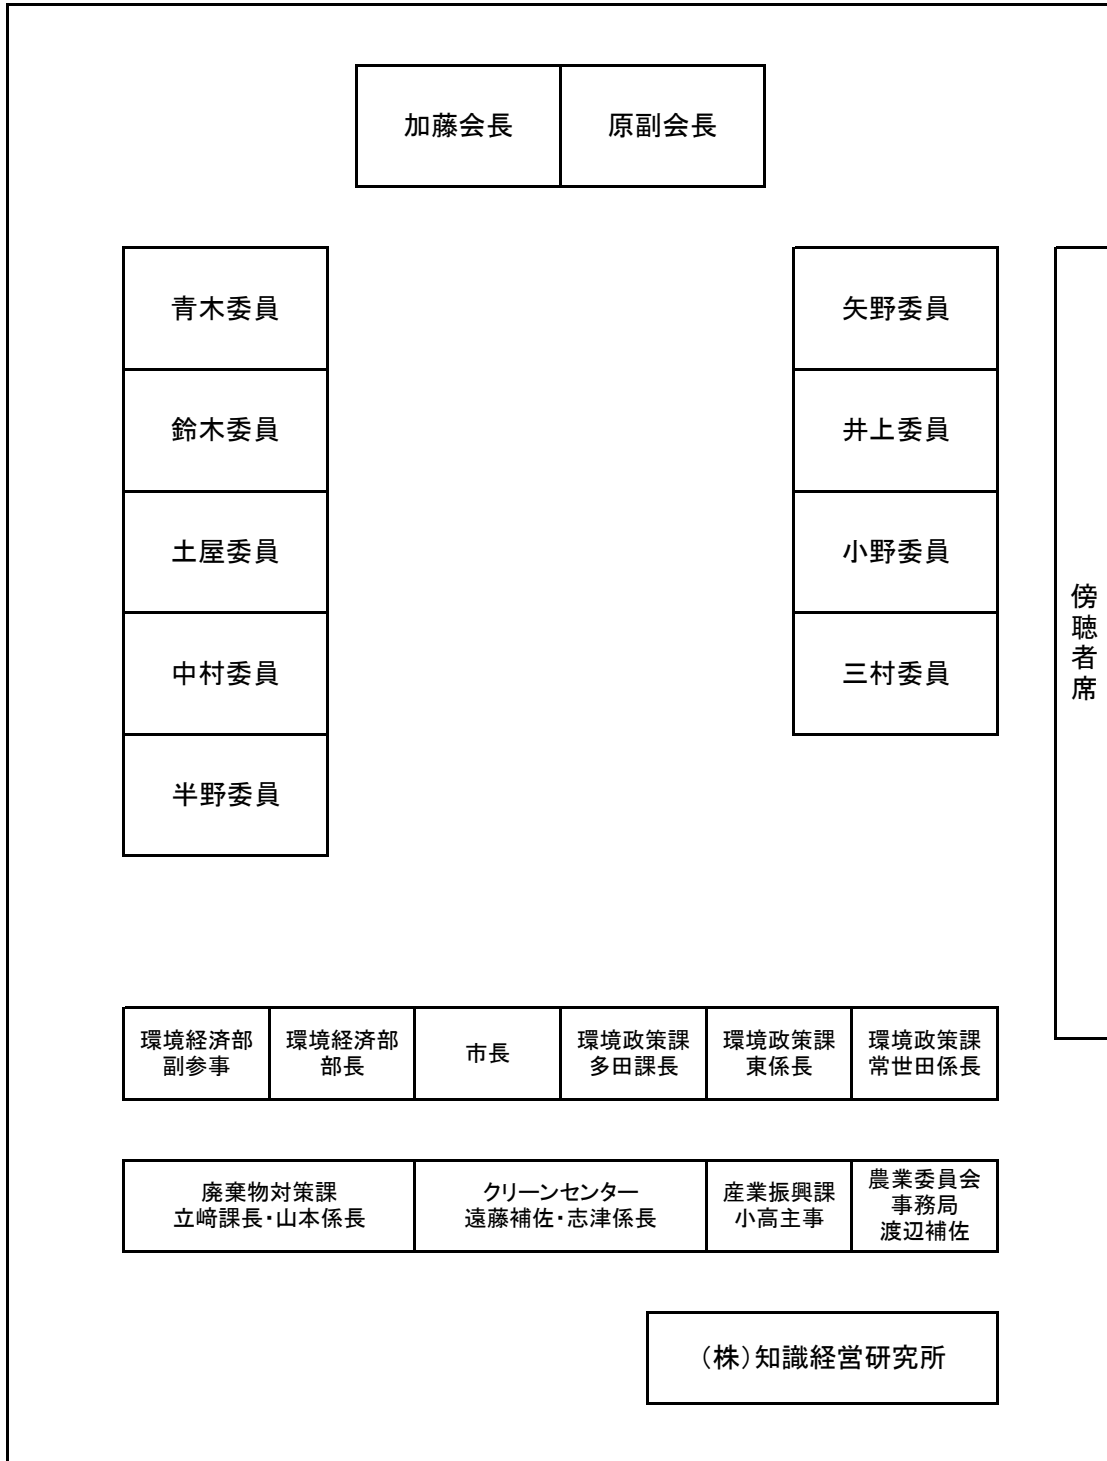 加藤会長
原副会長
青木委員
鈴木委員
土屋委員
中村委員
半野委員
矢野委員
井上委員
小野委員
三村委員
傍聴者席
環境経済部
副参事
環境経済部
部長
市長
環境政策課
多田課長
環境政策課
東係長
環境政策課
常世田係長
廃棄物対策課
立﨑課長・山本係長
クリーンセンター
遠藤補佐・志津係長
産業振興課
小高主事
農業委員会
事務局
渡辺補佐
（株）知識経営研究所